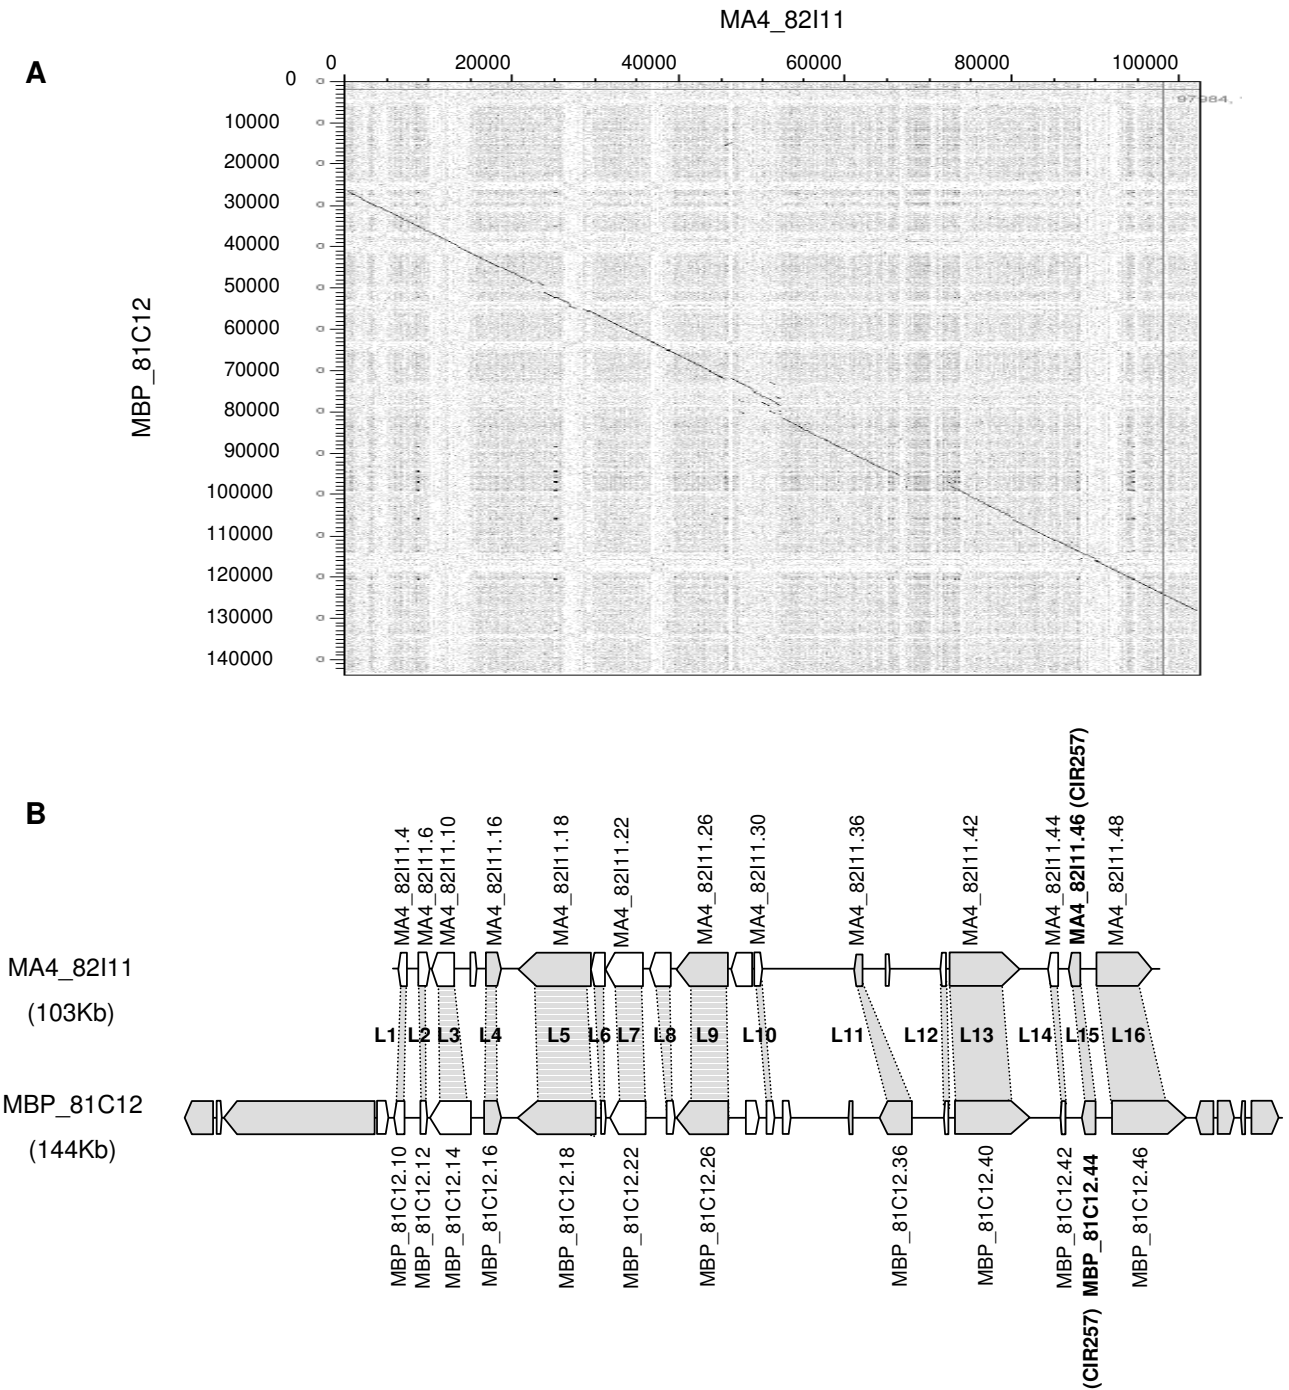 MA4_82I11
A
0 20000 40000 60000 80000 100000
0
97984.
10000
20000
30000
40000
50000
60000
70000
80000
90000
100000
110000
120000
130000
140000
MBP_81C12
B
MA4_82I11.4
MA4_82I11.6
MA4_82I11.10
MA4_82I11.16
MA4_82I11.18
MA4_82I11.22
MA4_82I11.26
MA4_82I11.30
MA4_82I11.36
MA4_82I11.42
MA4_82I11.44
MA4_82I11.46 (CIR257)
MA4_82I11.48
MA4_82I11
(103Kb)
L1 L2 L3 L4 L5 L6 L7 L8 L9 L10 L11 L12 L13 L14 L15 L16
MBP_81C12
(144Kb)
MBP_81C12.10
MBP_81C12.12
MBP_81C12.14
MBP_81C12.16
MBP_81C12.18
MBP_81C12.22
MBP_81C12.26
MBP_81C12.36
MBP_81C12.40
MBP_81C12.42
(CIR257) MBP_81C12.44
MBP_81C12.46